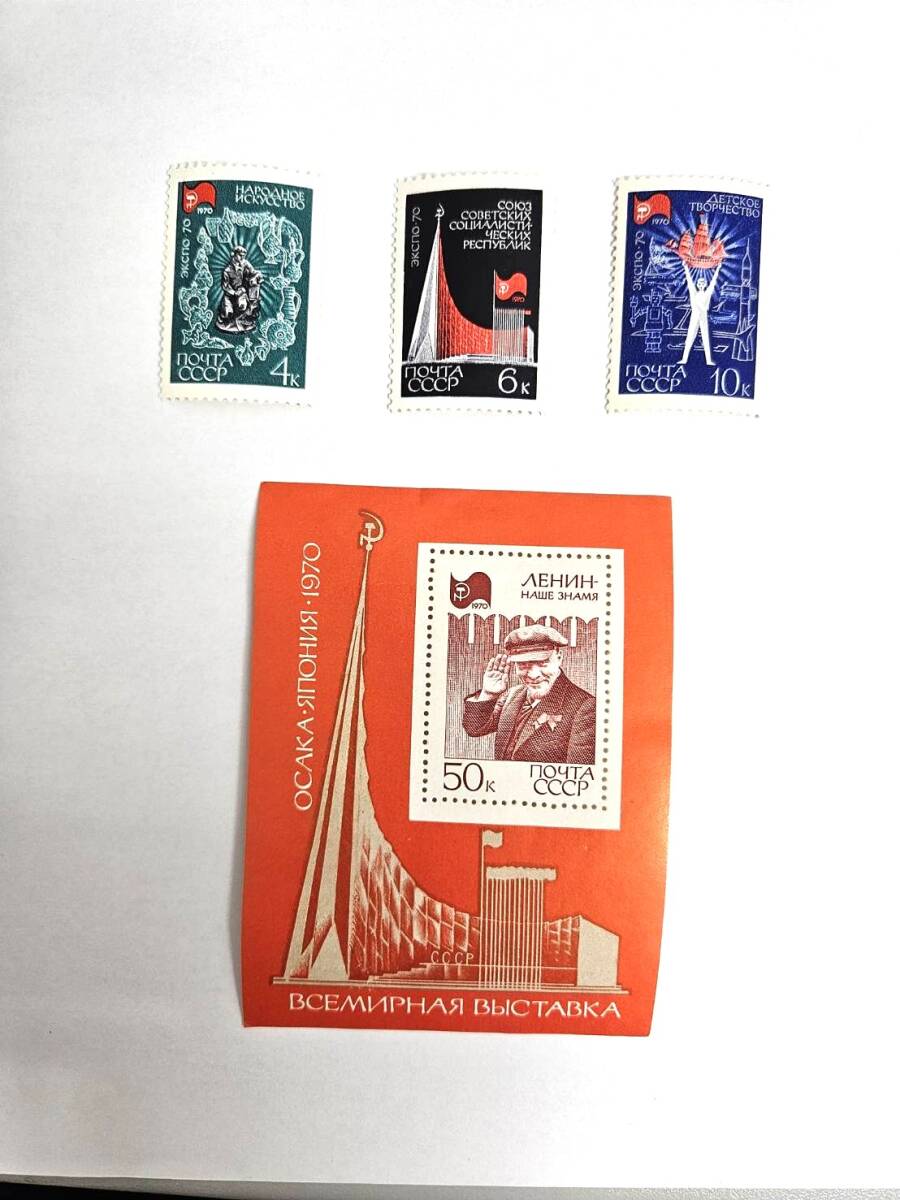 1970
НАРОДНОЕ
ИСКУССТВО
ЭКСПО·70
ПОЧТА
СССР
4к
СОЮЗ
СОВЕТСКИХ
СОЦИАЛИСТИ-
ЧЕСКИХ
РЕСПУБЛИК
ЭКСПО·70
1970
ПОЧТА
СССР
6к
1970
ДЕТСКОЕ
ТВОРЧЕСТВО
ЭКСПО·70
ПОЧТА
СССР
10к
ОСАКА·ЯПОНИЯ·1970
ЛЕНИН-
НАШЕ ЗНАМЯ
1970
50к
ПОЧТА
СССР
СССР
ВСЕМИРНАЯ ВЫСТАВКА